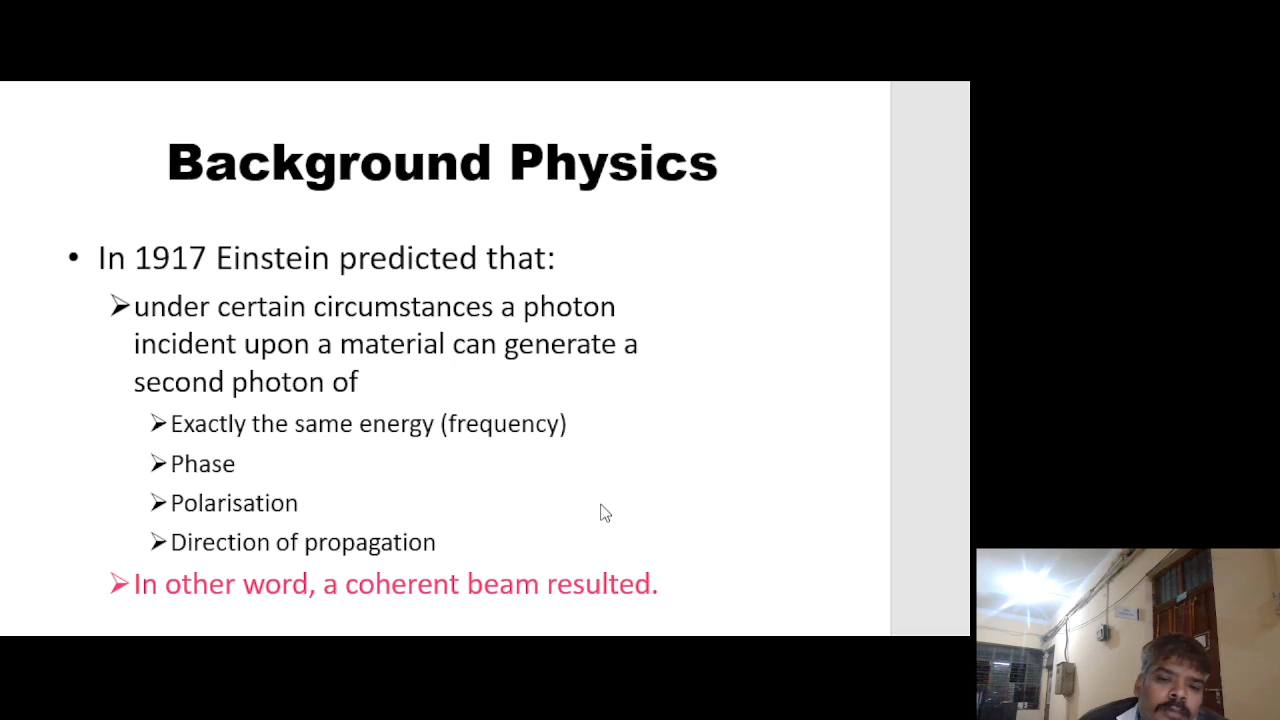 Background Physics
• In 1917 Einstein predicted that:
➢under certain circumstances a photon
incident upon a material can generate a
second photon of
➢Exactly the same energy (frequency)
➢Phase
➢Polarisation
➢Direction of propagation
➢In other word, a coherent beam resulted.